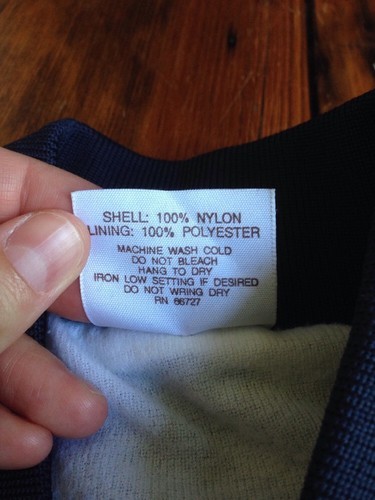 SHELL: 100% NYLON
LINING: 100% POLYESTER
MACHINE WASH COLD
DO NOT BLEACH
HANG TO DRY
IRON LOW SETTING IF DESIRED
DO NOT WRING DRY
RN 66727